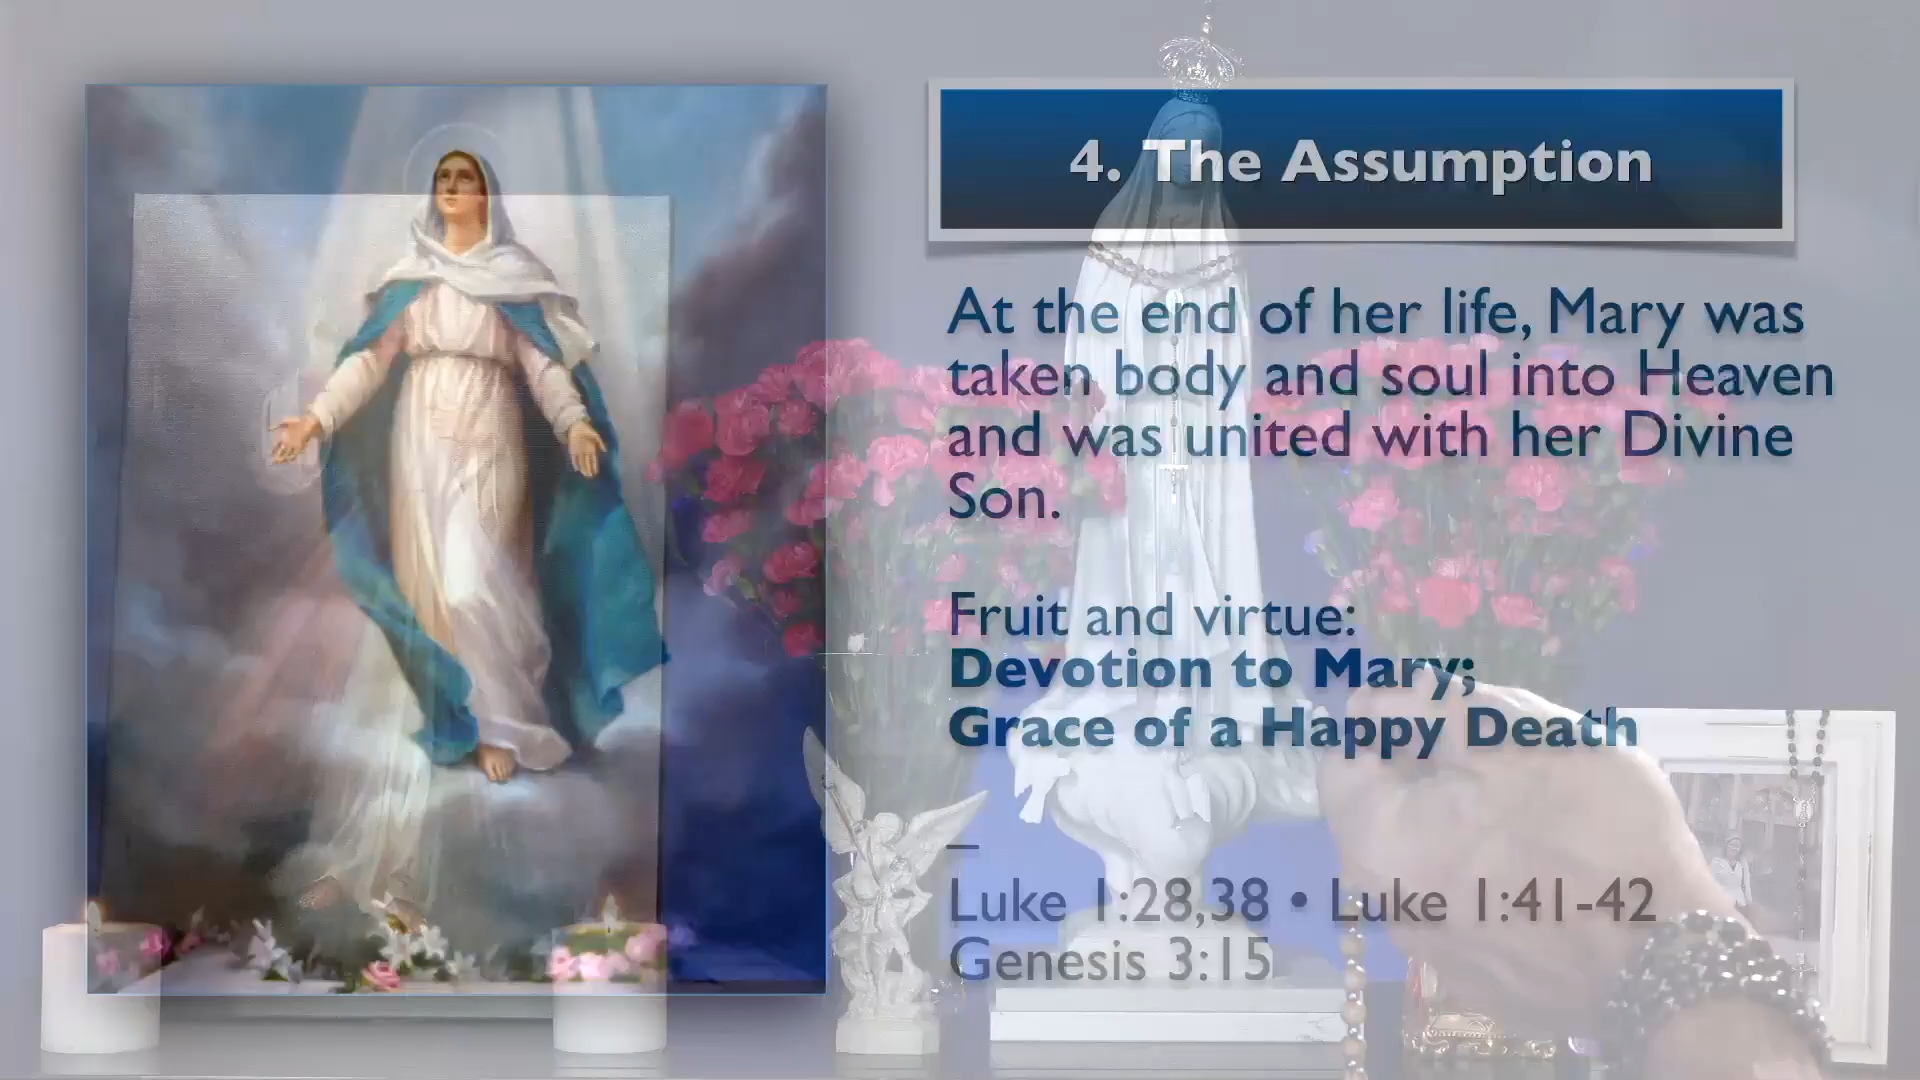 4. The Assumption
At the end of her life, Mary was
taken body and soul into Heaven
and was united with her Divine
Son.
Fruit and virtue:
Devotion to Mary;
Grace of a Happy Death
_
Luke 1:28,38 • Luke 1:41-42
Genesis 3:15